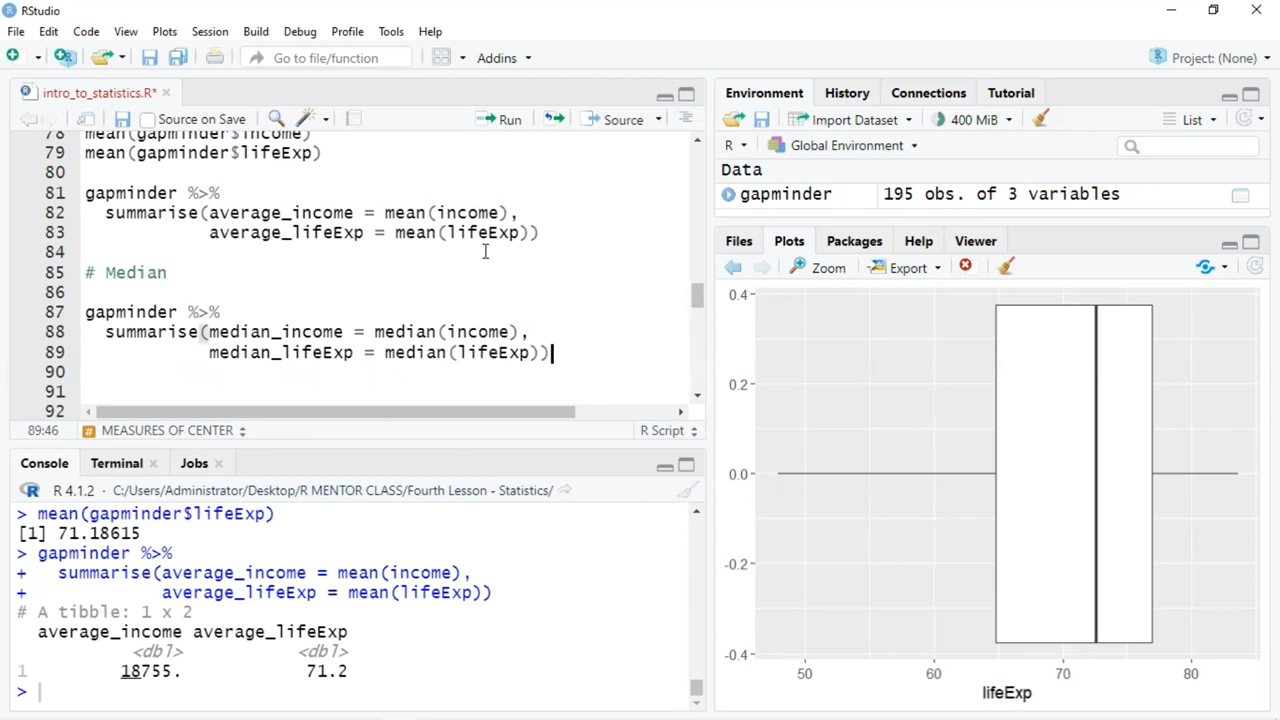 RStudio
File Edit Code View Plots Session Build Debug Profile Tools Help
Go to file/function Addins Project: (None)
intro_to_statistics.R*
Source on Save Run Source
78 mean(gapminder$income)
79 mean(gapminder$lifeExp)
80
81 gapminder %>%
82 summarise(average_income = mean(income),
83 average_lifeExp = mean(lifeExp))
84
85 # Median
86
87 gapminder %>%
88 summarise(median_income = median(income),
89 median_lifeExp = median(lifeExp))
90
91
92
89:46 # MEASURES OF CENTER R Script
Console Terminal Jobs
R 4.1.2 · C:/Users/Administrator/Desktop/R MENTOR CLASS/Fourth Lesson - Statistics/
> mean(gapminder$lifeExp)
[1] 71.18615
> gapminder %>%
+ summarise(average_income = mean(income),
+ average_lifeExp = mean(lifeExp))
# A tibble: 1 x 2
average_income average_lifeExp
<dbl> <dbl>
1 18755. 71.2
>
Environment History Connections Tutorial
Import Dataset 400 MiB List
R Global Environment
Data
gapminder 195 obs. of 3 variables
Files Plots Packages Help Viewer
Zoom Export
0.4
0.2
0.0
-0.2
-0.4
50 60 70 80
lifeExp